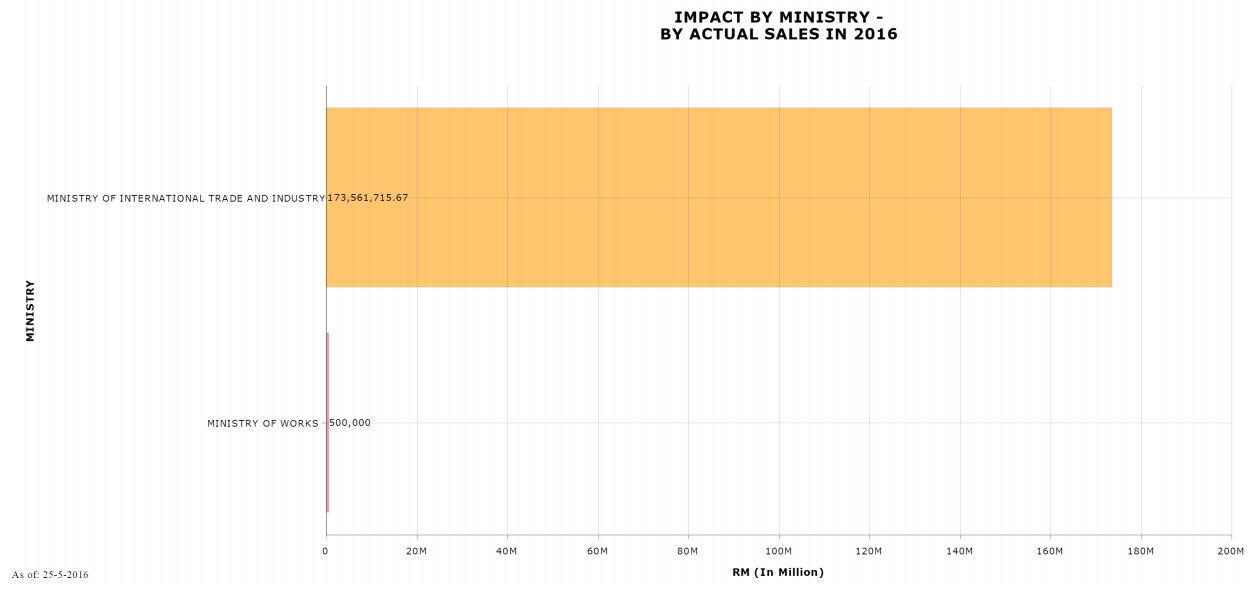 IMPACT BY MINISTRY -
BY ACTUAL SALES IN 2016
MINISTRY
MINISTRY OF INTERNATIONAL TRADE AND INDUSTRY 173,561,715.67
MINISTRY OF WORKS 500,000
0 20M 40M 60M 80M 100M 120M 140M 160M 180M 200M
RM (In Million)
As of: 25-5-2016